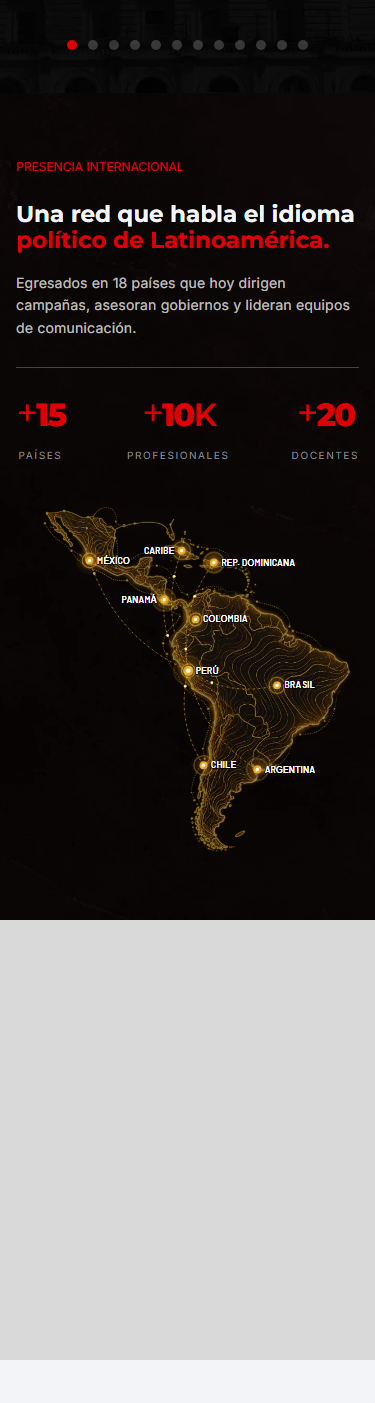 PRESENCIA INTERNACIONAL
Una red que habla el idioma
político de Latinoamérica.
Egresados en 18 países que hoy dirigen
campañas, asesoran gobiernos y lideran equipos
de comunicación.
+15 +10K +20
PAÍSES PROFESIONALES DOCENTES
CARIBE
MÉXICO
REP. DOMINICANA
PANAMÁ
COLOMBIA
PERÚ
BRASIL
CHILE
ARGENTINA